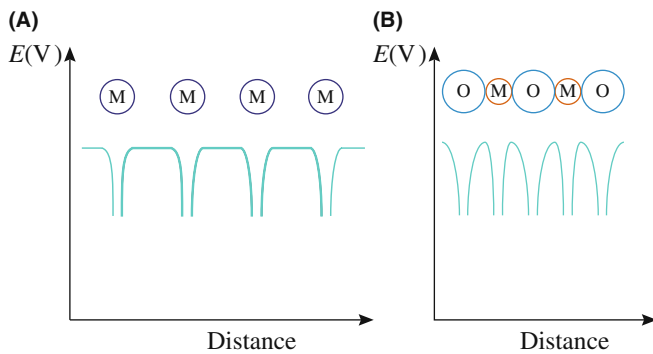 (A)
E(V)
M M M M
Distance
(B)
E(V)
O M O M O
Distance